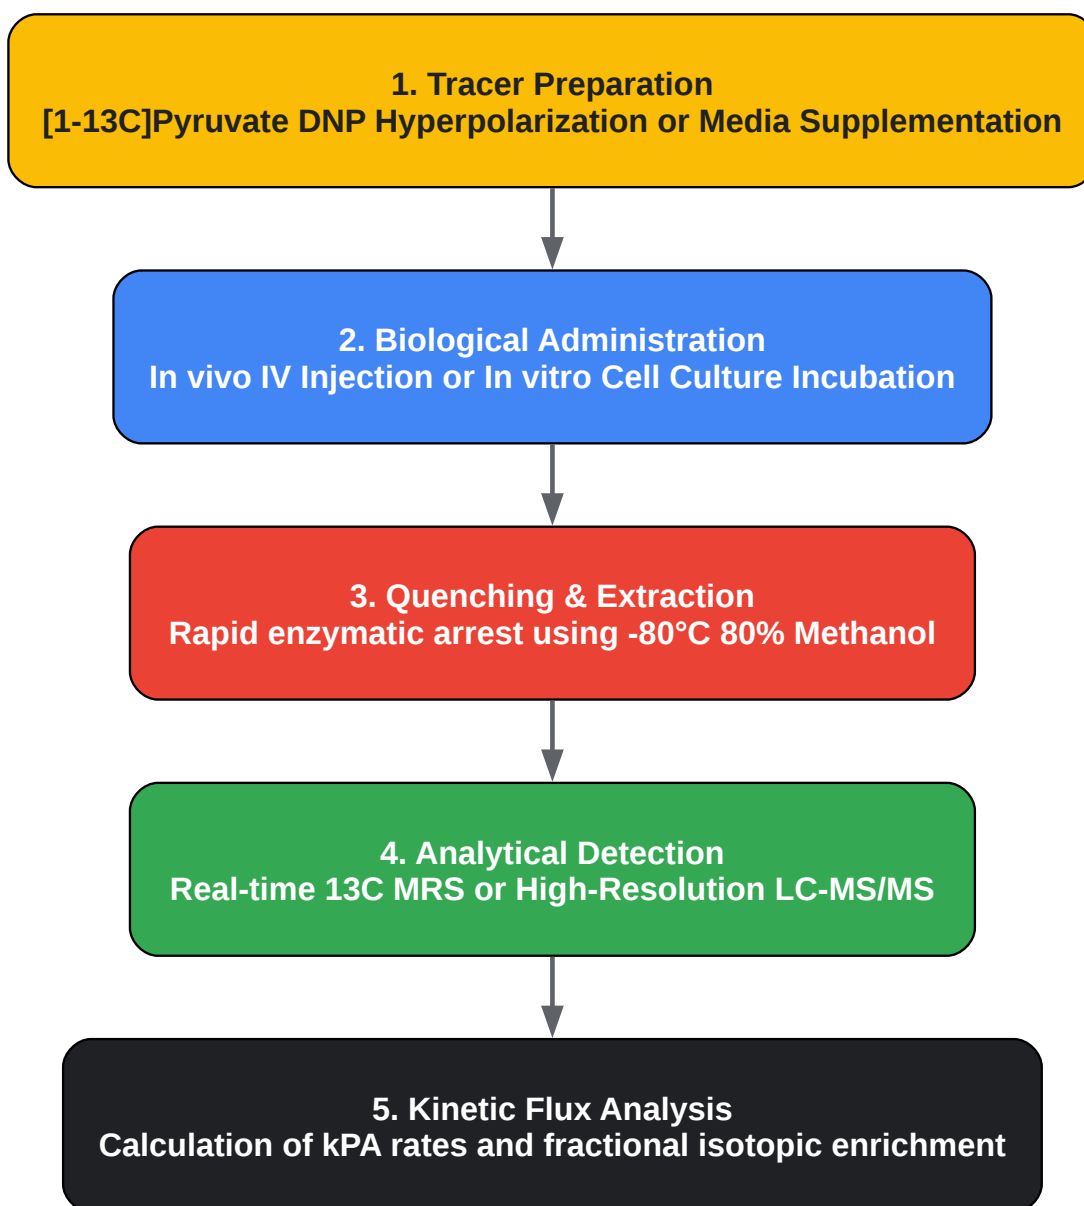 1. Tracer Preparation
[1-13C]Pyruvate DNP Hyperpolarization or Media Supplementation
2. Biological Administration
In vivo IV Injection or In vitro Cell Culture Incubation
3. Quenching & Extraction
Rapid enzymatic arrest using -80°C 80% Methanol
4. Analytical Detection
Real-time 13C MRS or High-Resolution LC-MS/MS
5. Kinetic Flux Analysis
Calculation of kPA rates and fractional isotopic enrichment